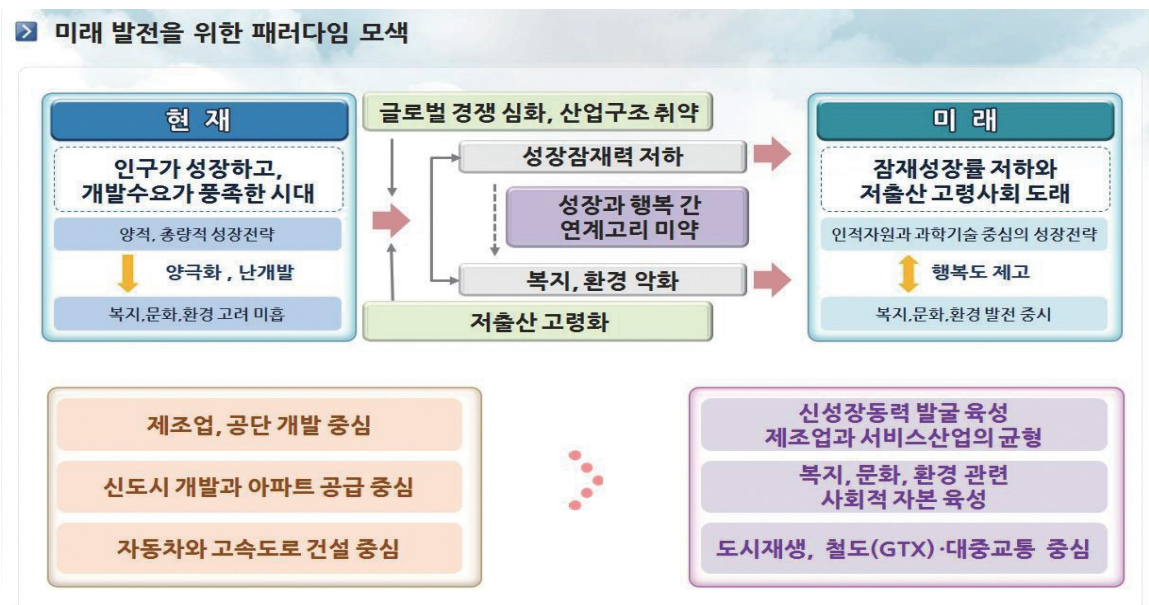 미래 발전을 위한 패러다임 모색
현 재
인구가 성장하고,
개발수요가 풍족한 시대
양적, 총량적 성장전략
양극화 , 난개발
복지,문화,환경 고려 미흡
글로벌 경쟁 심화, 산업구조 취약
성장잠재력 저하
성장과 행복 간
연계고리 미약
복지, 환경 악화
저출산 고령화
미 래
잠재성장률 저하와
저출산 고령사회 도래
인적자원과 과학기술 중심의 성장전략
행복도 제고
복지,문화,환경 발전 중시
제조업, 공단 개발 중심
신도시 개발과 아파트 공급 중심
자동차와 고속도로 건설 중심
신성장동력 발굴 육성
제조업과 서비스산업의 균형
복지, 문화, 환경 관련
사회적 자본 육성
도시재생, 철도(GTX)·대중교통 중심